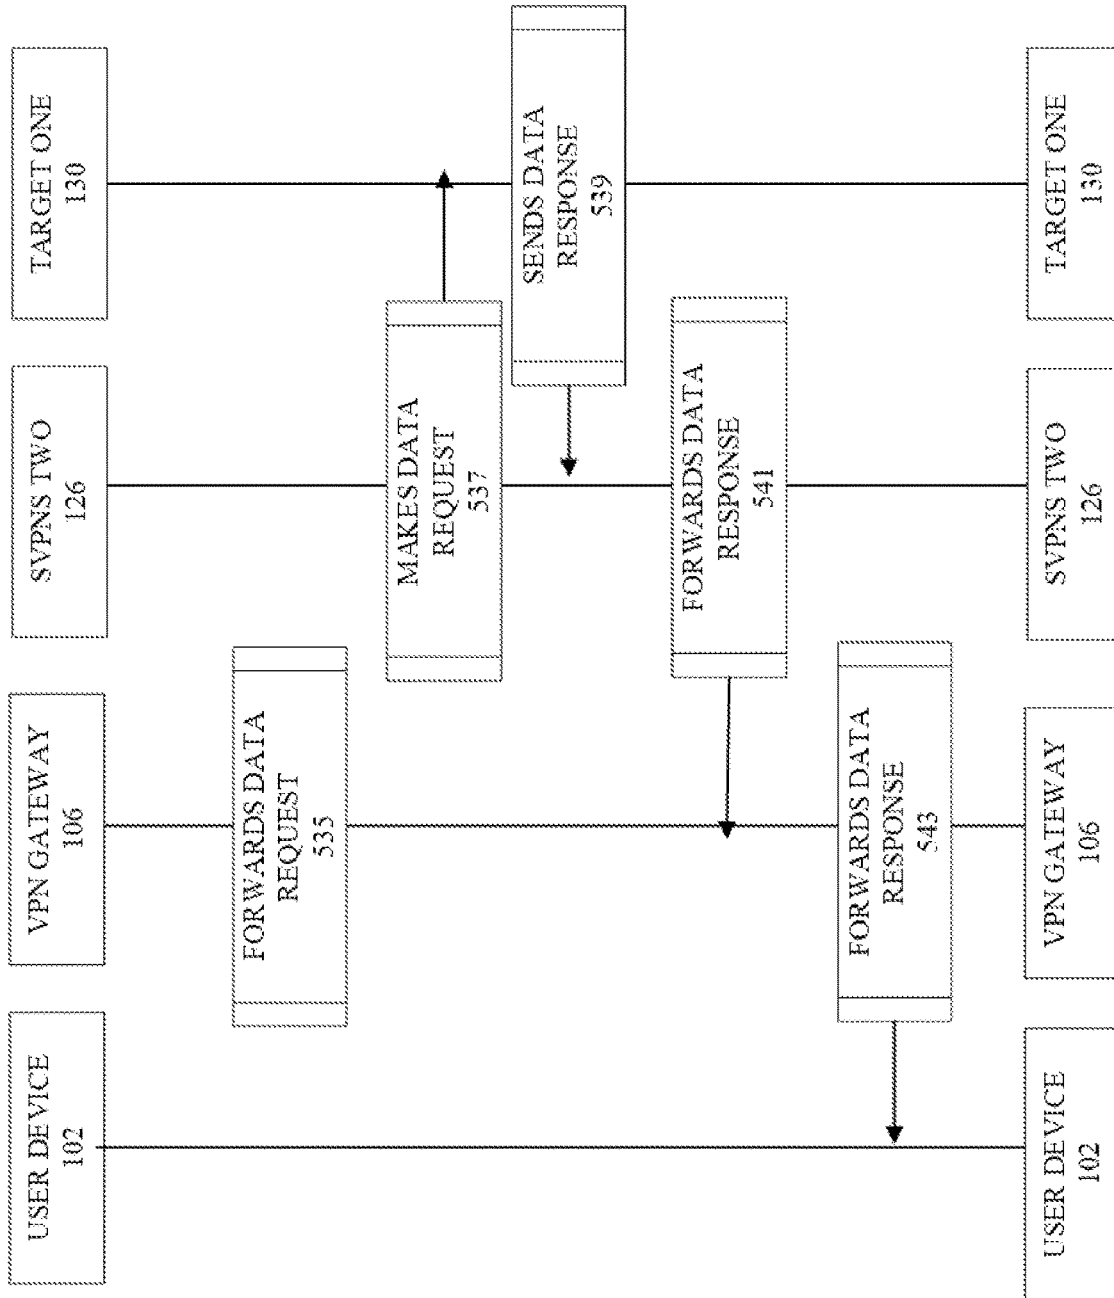 USER DEVICE
102
VPN GATEWAY
106
SVPNS TWO
126
TARGET ONE
130
FORWARDS DATA
REQUEST
535
MAKES DATA
REQUEST
537
SENDS DATA
RESPONSE
539
FORWARDS DATA
RESPONSE
541
FORWARDS DATA
RESPONSE
543
USER DEVICE
102
VPN GATEWAY
106
SVPNS TWO
126
TARGET ONE
130